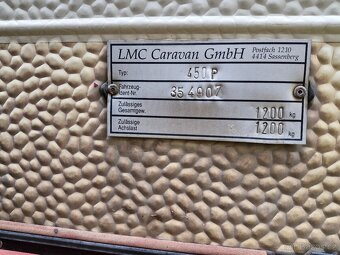 LMC Caravan GmbH Postfach 1210
4414 Sassenberg
Typ: 450 P
Fahrzeug
Ident-Nr. 354907
Zulässiges
Gesamtgew. 1200 kg
Zulässige
Achslast 1200 kg